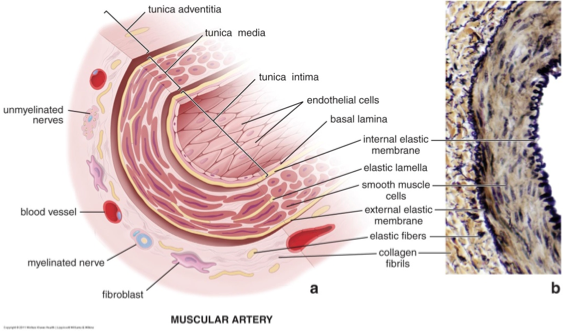 tunica adventitia
tunica media
tunica intima
endothelial cells
basal lamina
unmyelinated
nerves
internal elastic
membrane
elastic lamella
smooth muscle
cells
blood vessel
external elastic
membrane
elastic fibers
myelinated nerve
collagen
fibrils
fibroblast
a
b
MUSCULAR ARTERY